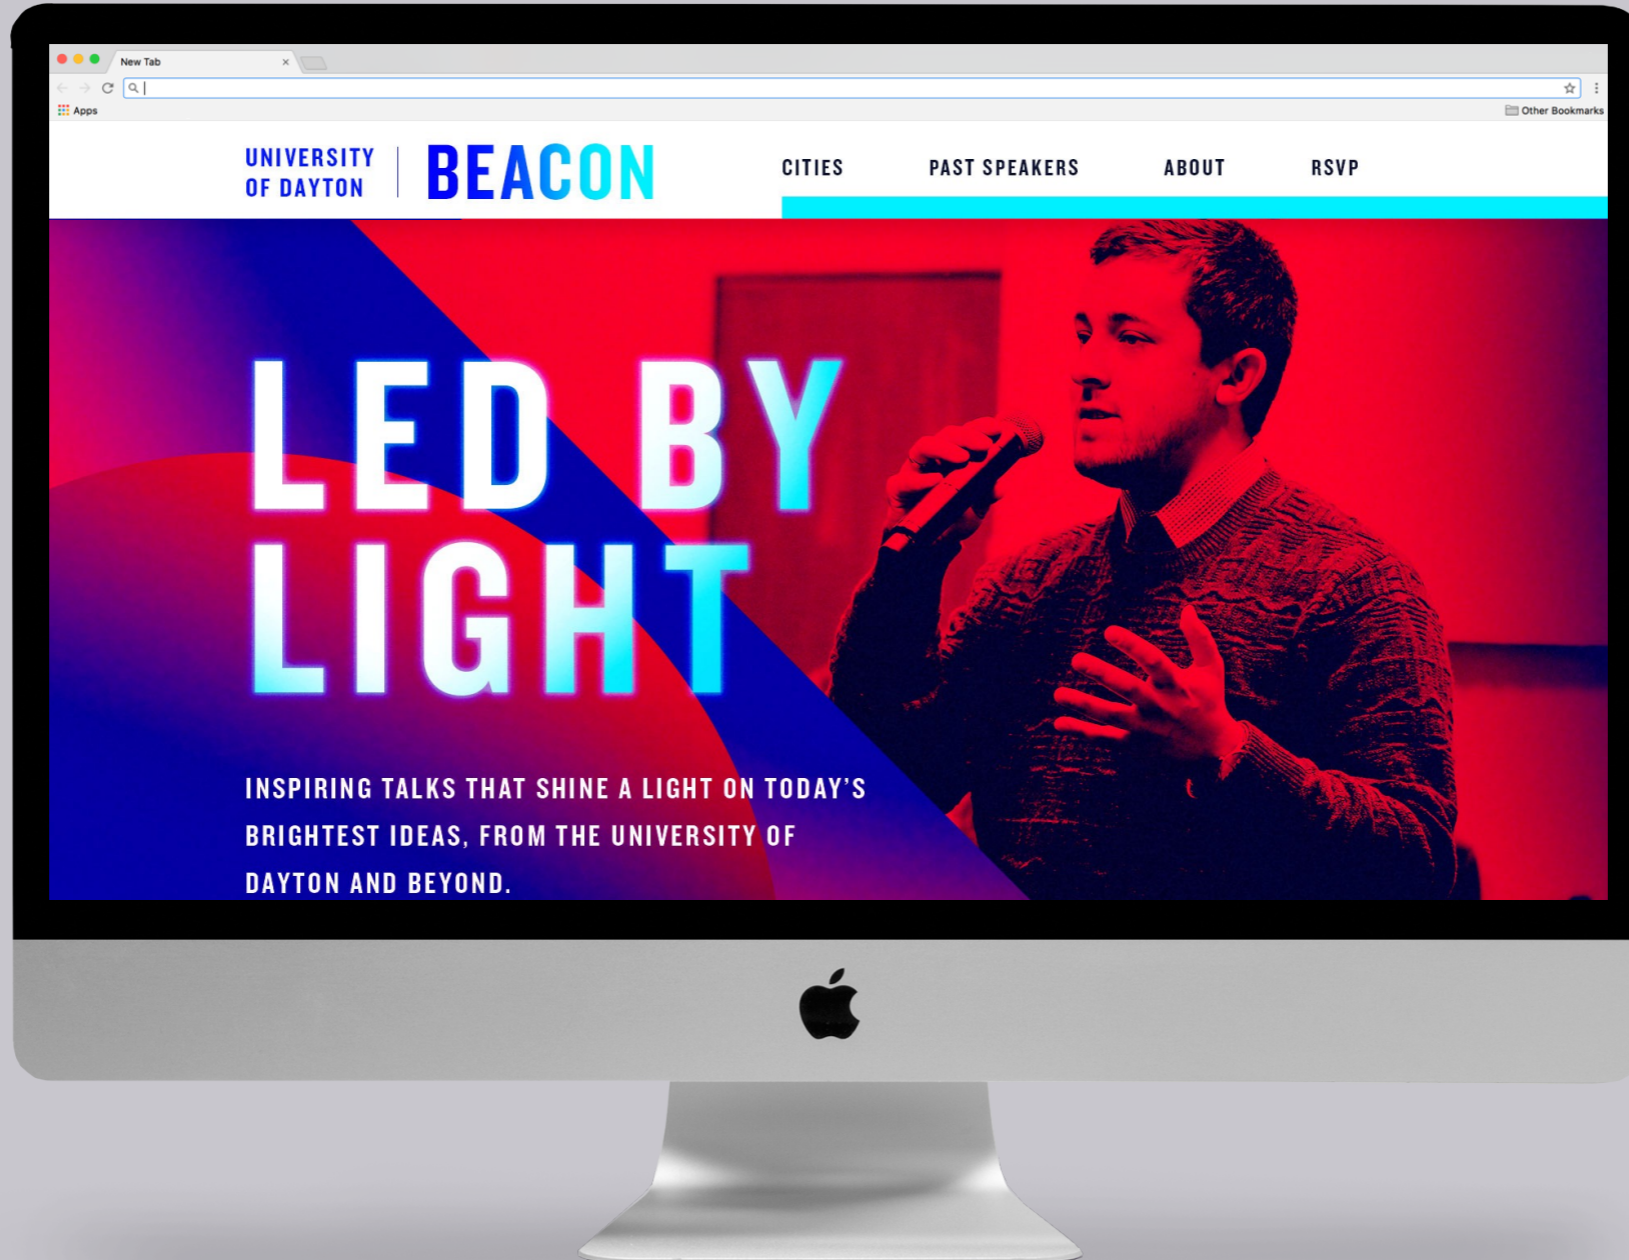 New Tab
Apps
Other Bookmarks
UNIVERSITY
OF DAYTON
BEACON
CITIES
PAST SPEAKERS
ABOUT
RSVP
LED BY
LIGHT
INSPIRING TALKS THAT SHINE A LIGHT ON TODAY'S
BRIGHTEST IDEAS, FROM THE UNIVERSITY OF
DAYTON AND BEYOND.